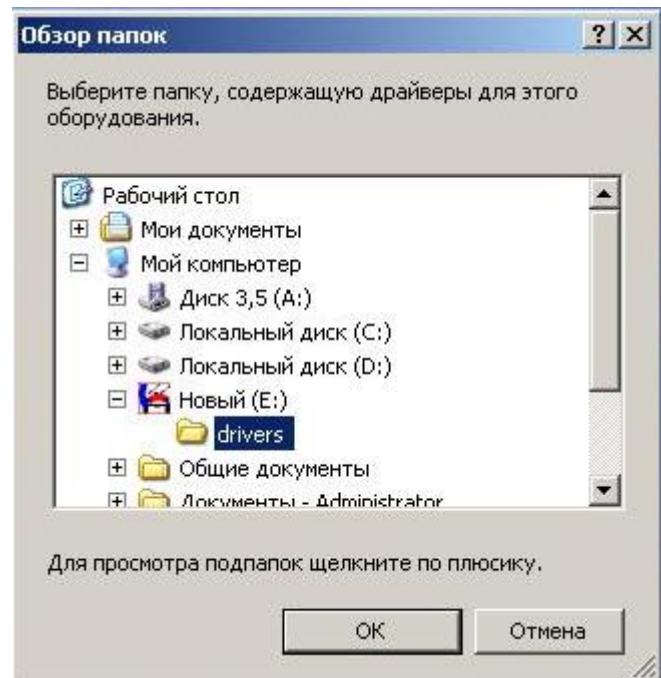 Обзор папок
Выберите папку, содержащую драйверы для этого
оборудования.
Рабочий стол
Мои документы
Мой компьютер
Диск 3,5 (A:)
Локальный диск (C:)
Локальный диск (D:)
Новый (E:)
drivers
Общие документы
Документы - Administrator
Для просмотра подпапок щелкните по плюсику.
ОК
Отмена